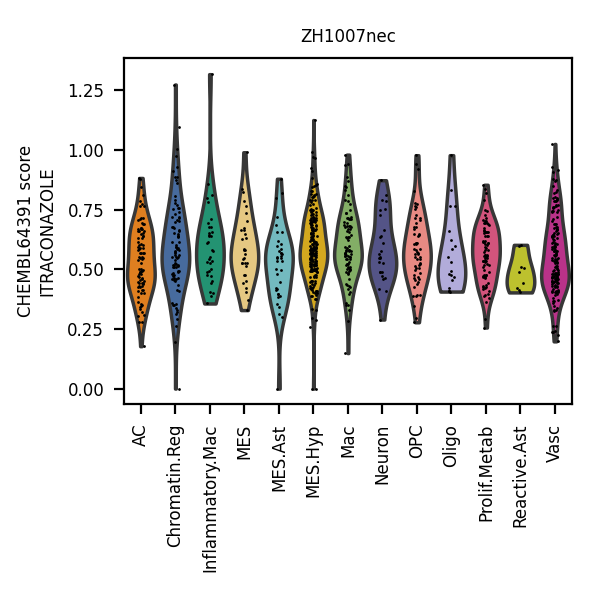 ZH1007nec
CHEMBL64391 score
ITRACONAZOLE
1.25
1.00
0.75
0.50
0.25
0.00
AC
Chromatin.Reg
Inflammatory.Mac
MES
MES.Ast
MES.Hyp
Mac
Neuron
OPC
Oligo
Prolif.Metab
Reactive.Ast
Vasc